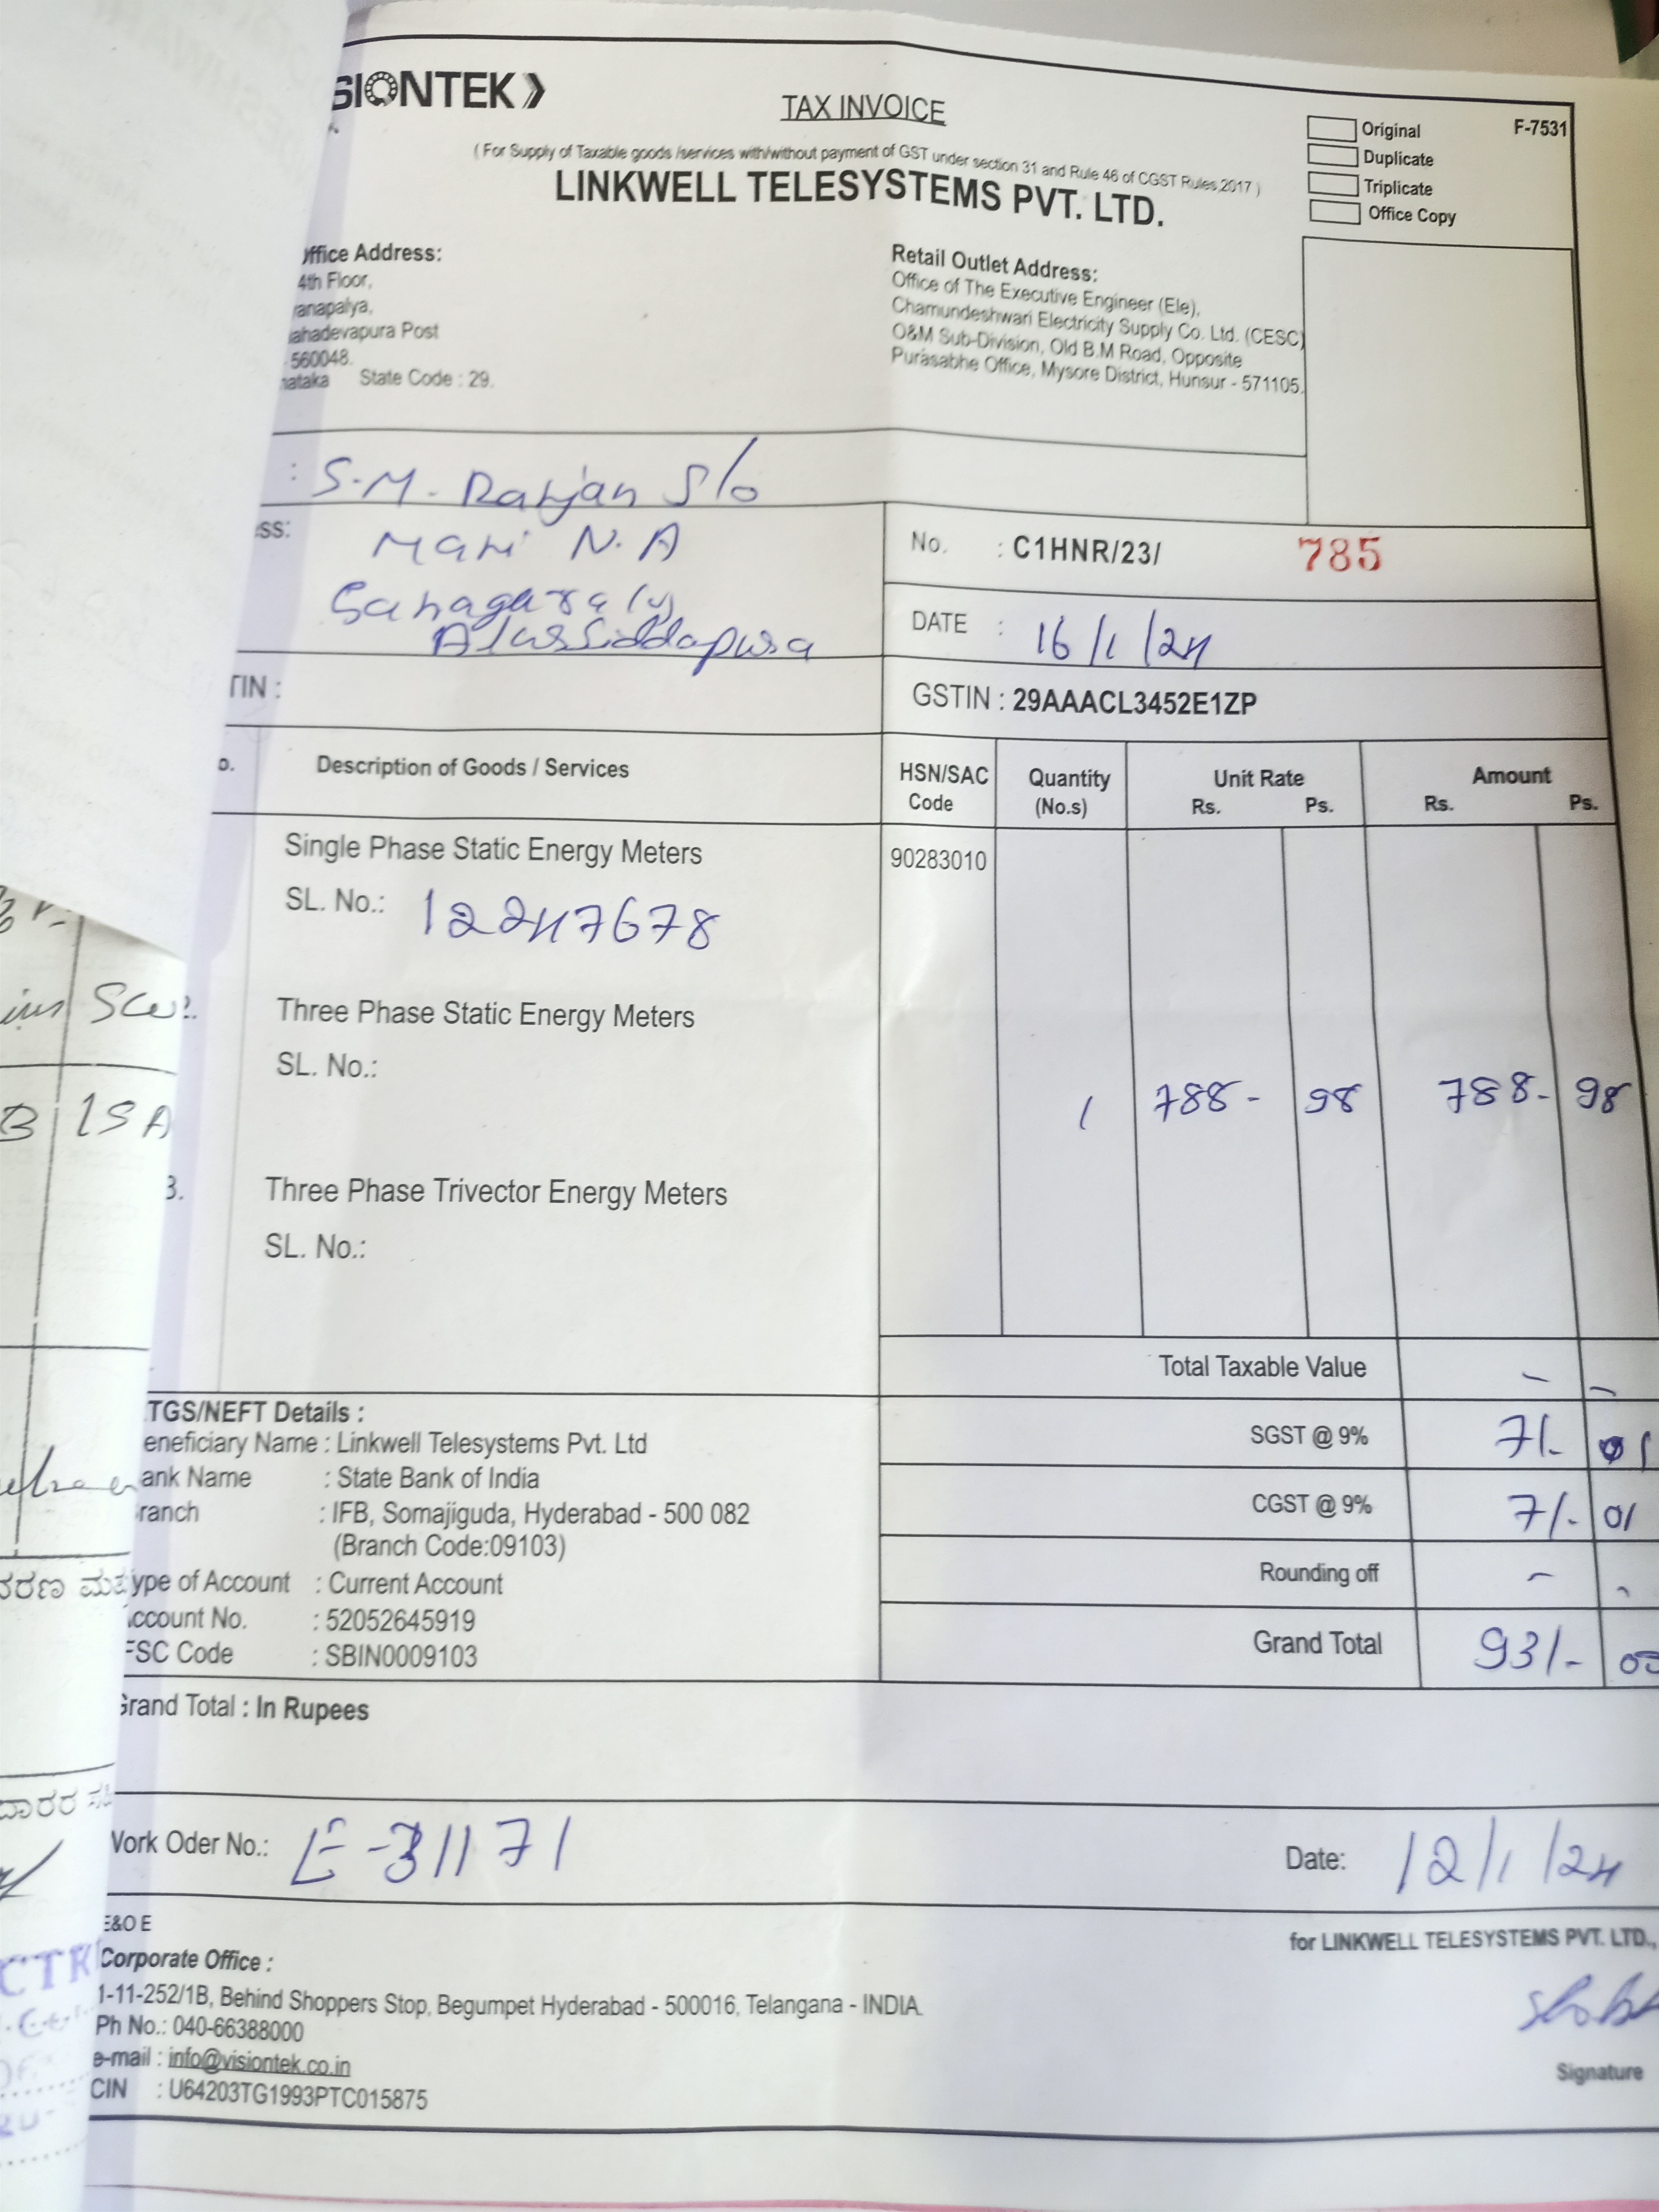 SIONTEK
TAX INVOICE
( For Supply of Taxable goods /services with/without payment of GST under section 31 and Rule 46 of CGST Rules,2017 )
LINKWELL TELESYSTEMS PVT. LTD.
Original
F-7531
Duplicate
Triplicate
Office Copy
ffice Address:
4th Floor,
anapalya,
ahadevapura Post
560048.
nataka State Code : 29.
Retail Outlet Address:
Office of The Executive Engineer (Ele),
Chamundeshwari Electricity Supply Co. Ltd. (CESC)
O&M Sub-Division, Old B.M Road, Opposite
Purasabhe Office, Mysore District, Hunsur - 571105.
: S.M. Ranjan S/o
ess: Mari N.A
No. : C1HNR/23/ 785
DATE : 16/1/24
TIN :
GSTIN : 29AAACL3452E1ZP
o. Description of Goods / Services HSN/SAC Code Quantity (No.s) Unit Rate Rs. Ps. Amount Rs. Ps.
Single Phase Static Energy Meters 90283010
SL. No.: 12247678
Three Phase Static Energy Meters
SL. No.:
1 788- 98 788- 98
3. Three Phase Trivector Energy Meters
SL. No.:
Total Taxable Value - -
TGS/NEFT Details :
eneficiary Name : Linkwell Telesystems Pvt. Ltd
SGST @ 9% 71- 01
ank Name : State Bank of India
ranch : IFB, Somajiguda, Hyderabad - 500 082
(Branch Code:09103)
CGST @ 9% 71- 01
ype of Account : Current Account
Rounding off - -
ccount No. : 52052645919
FSC Code : SBIN0009103
Grand Total 931- 00
Grand Total : In Rupees
Work Oder No.: E-31171
Date: 12/1/24
E&O E
for LINKWELL TELESYSTEMS PVT. LTD.,
Corporate Office :
1-11-252/1B, Behind Shoppers Stop, Begumpet Hyderabad - 500016, Telangana - INDIA.
Ph No.: 040-66388000
e-mail : info@visiontek.co.in
CIN : U64203TG1993PTC015875
Signature
B 15A